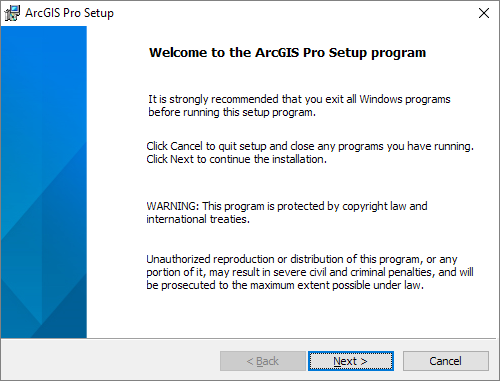 ArcGIS Pro Setup
Welcome to the ArcGIS Pro Setup program
It is strongly recommended that you exit all Windows programs
before running this setup program.
Click Cancel to quit setup and close any programs you have running.
Click Next to continue the installation.
WARNING: This program is protected by copyright law and
international treaties.
Unauthorized reproduction or distribution of this program, or any
portion of it, may result in severe civil and criminal penalties, and will
be prosecuted to the maximum extent possible under law.
< Back
Next >
Cancel